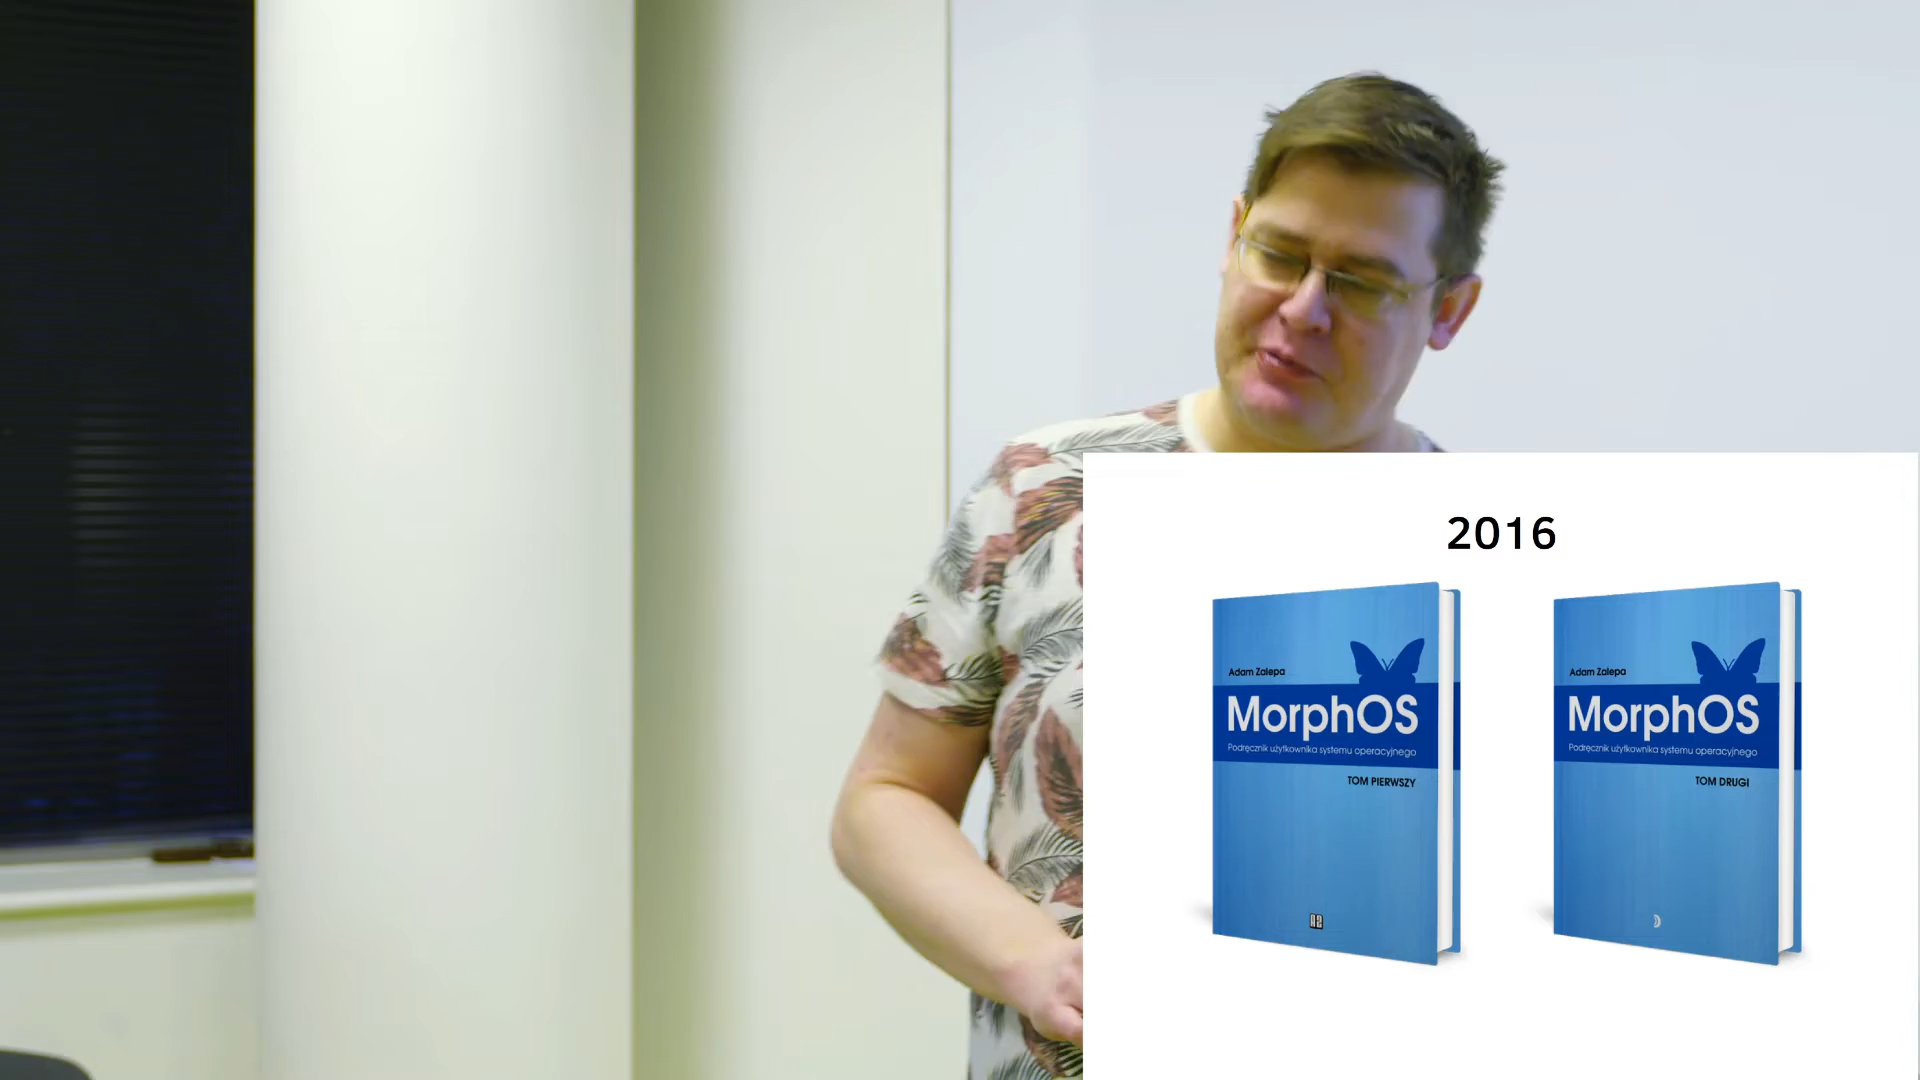 2016
Adam Zalepa
MorphOS
Podręcznik użytkownika systemu operacyjnego
TOM PIERWSZY
A2
Adam Zalepa
MorphOS
Podręcznik użytkownika systemu operacyjnego
TOM DRUGI